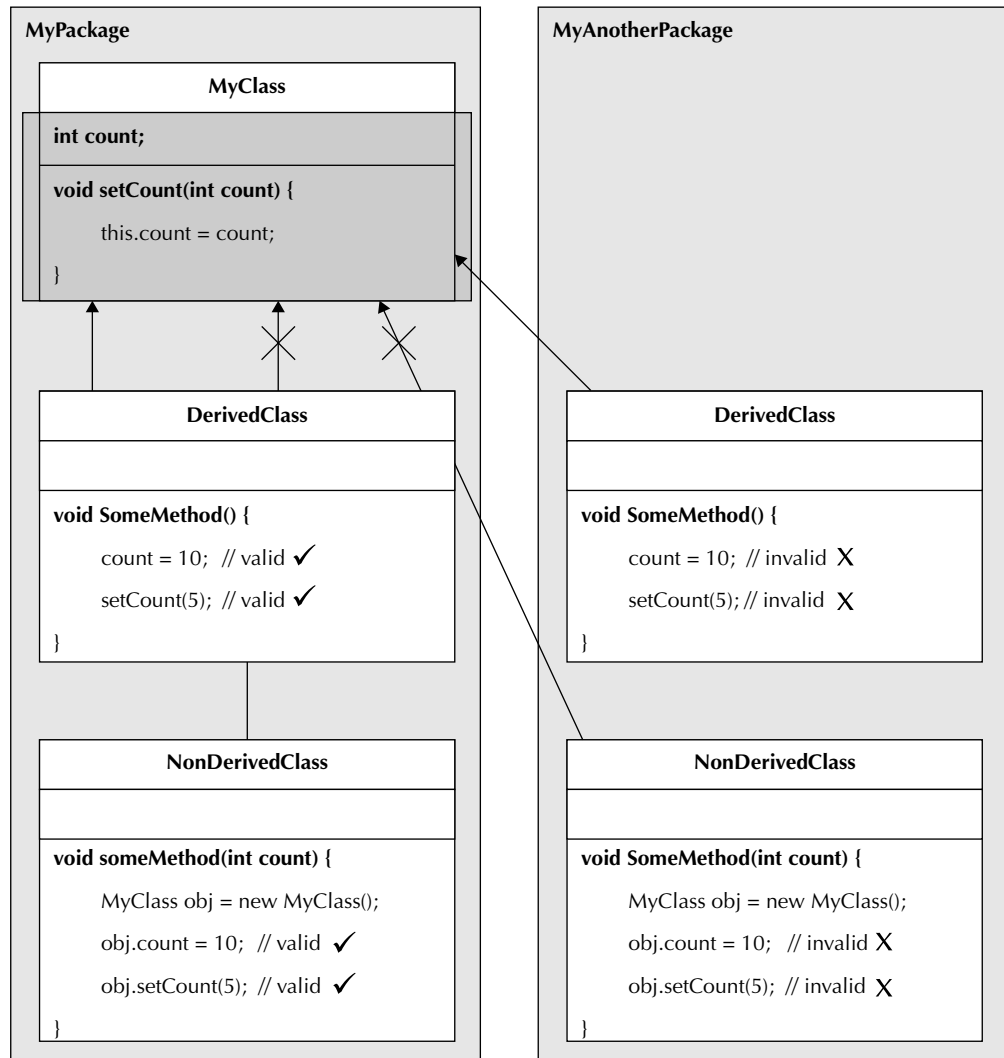 MyPackage
MyClass
int count;
void setCount(int count) {
this.count = count;
}
DerivedClass
void SomeMethod() {
count = 10; // valid ✓
setCount(5); // valid ✓
}
NonDerivedClass
void someMethod(int count) {
MyClass obj = new MyClass();
obj.count = 10; // valid ✓
obj.setCount(5); // valid ✓
}
MyAnotherPackage
DerivedClass
void SomeMethod() {
count = 10; // invalid X
setCount(5); // invalid X
}
NonDerivedClass
void SomeMethod(int count) {
MyClass obj = new MyClass();
obj.count = 10; // invalid X
obj.setCount(5); // invalid X
}